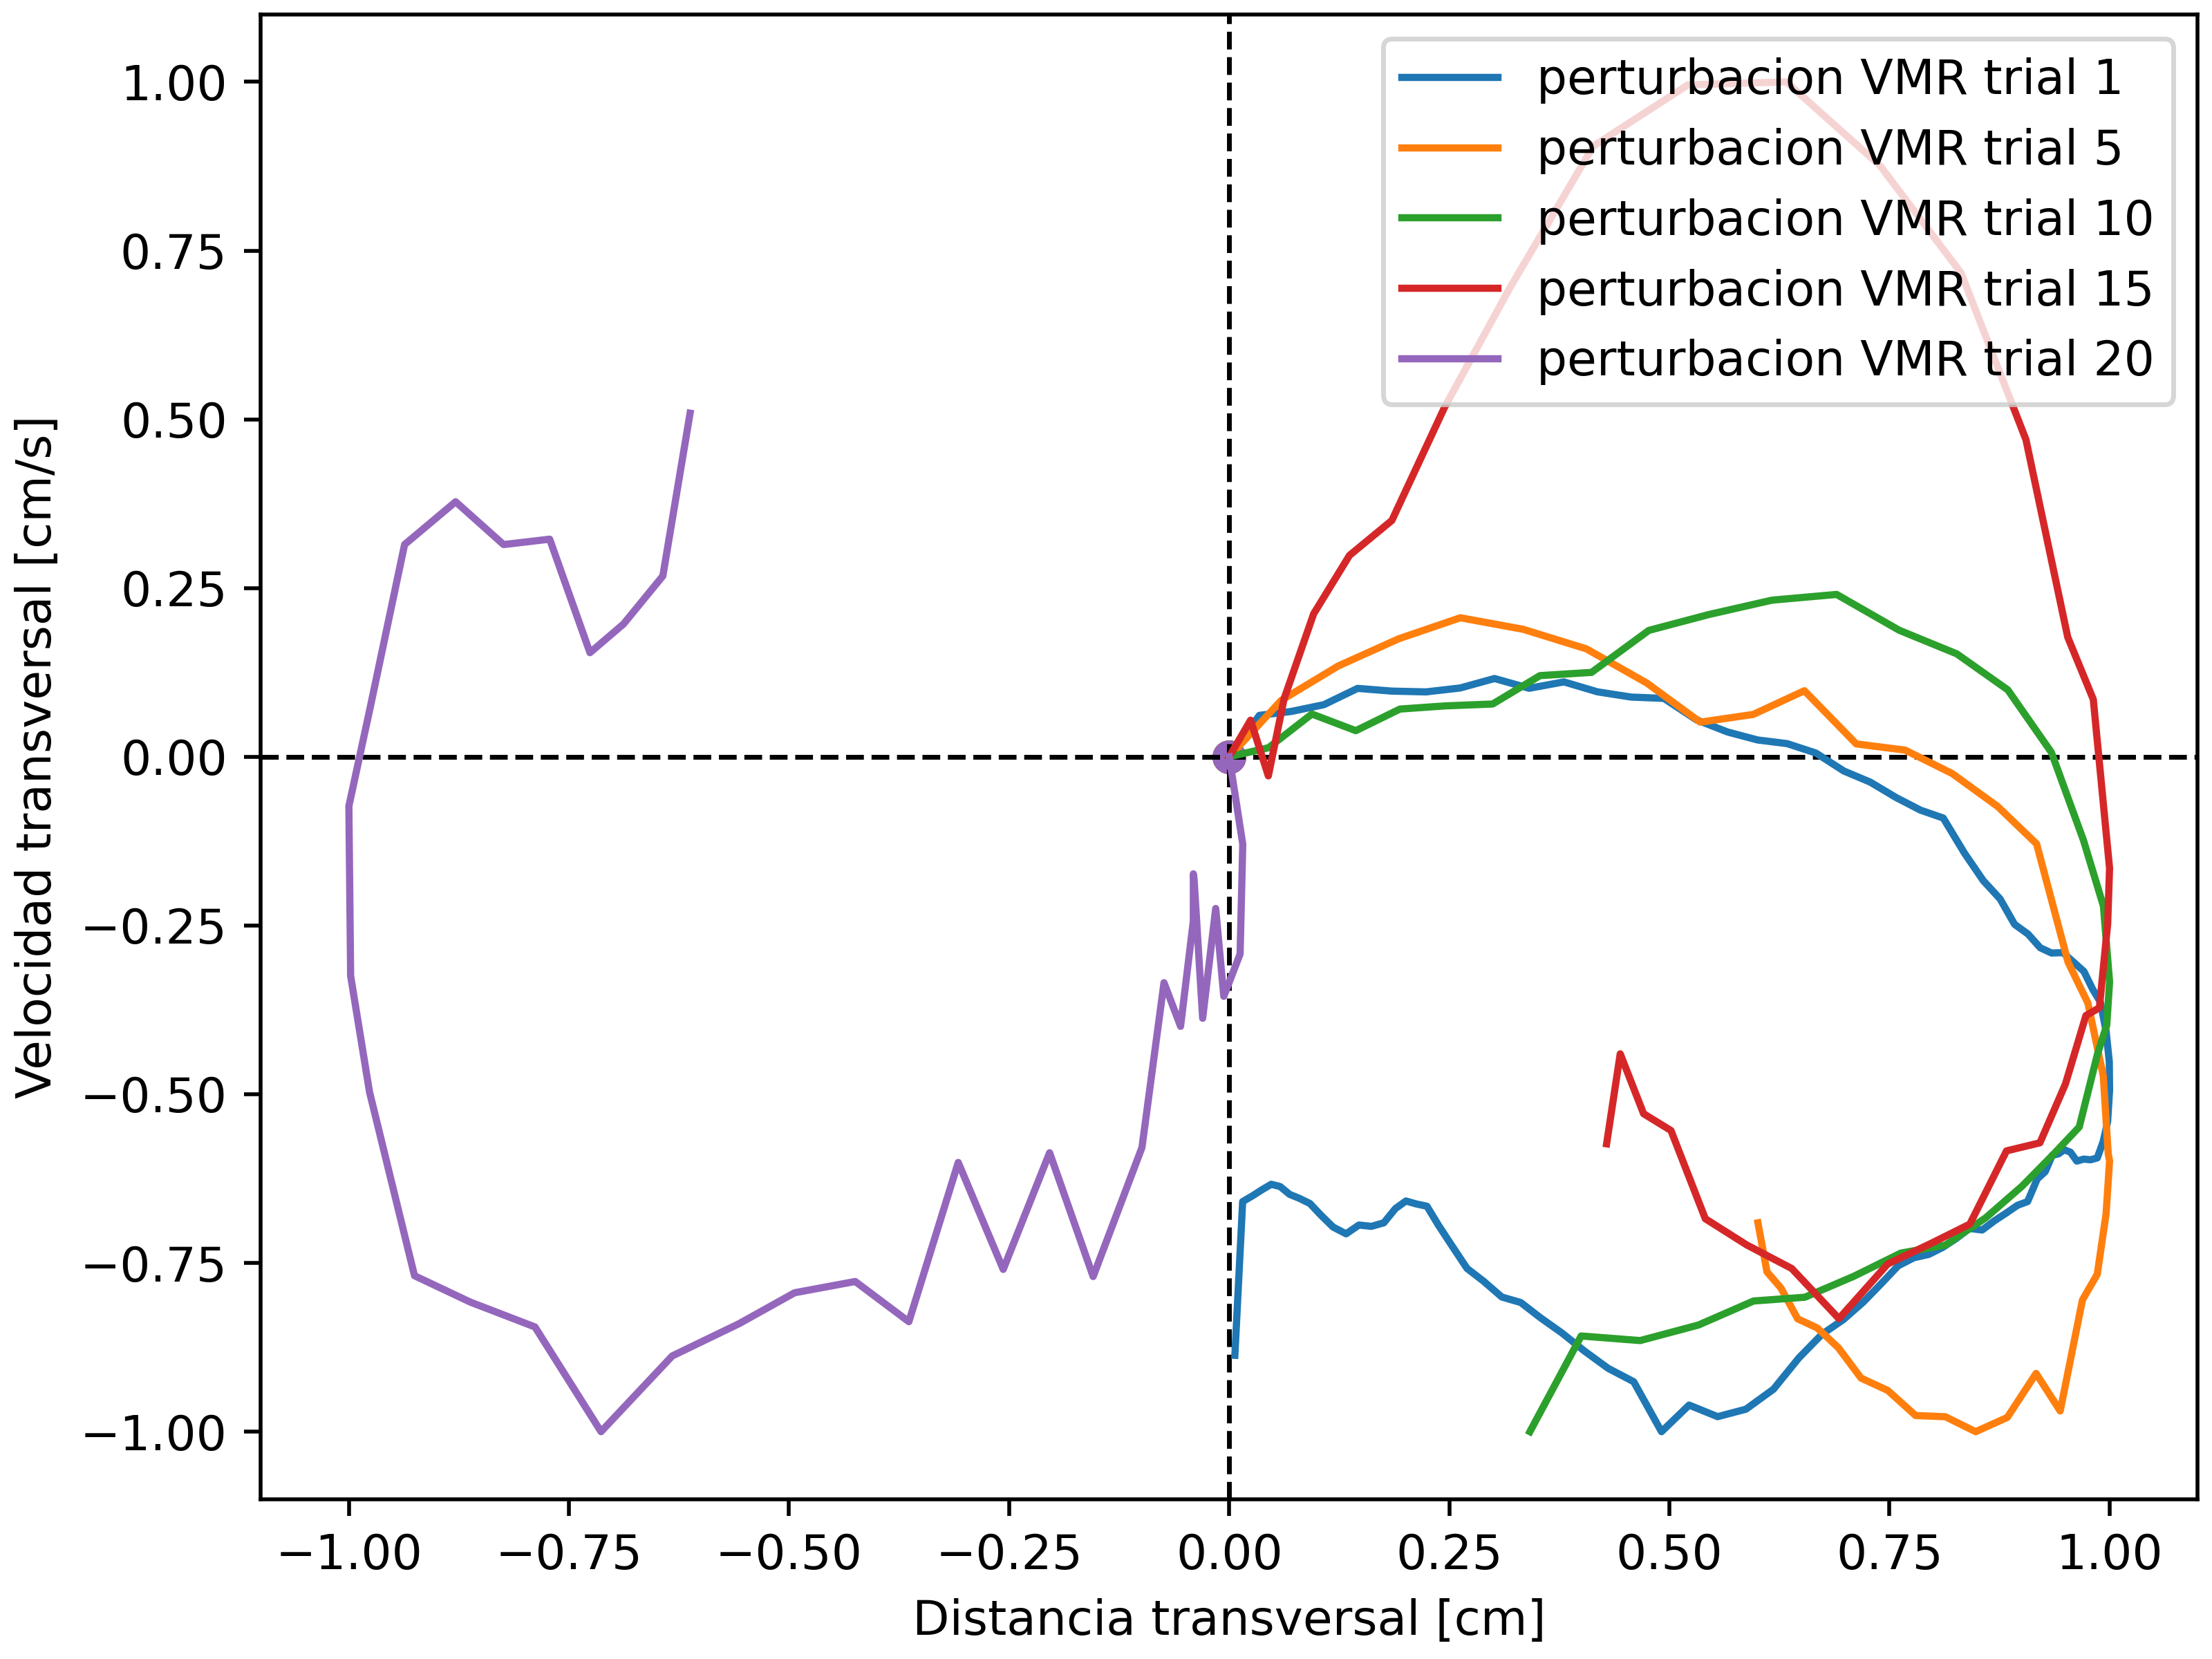 perturbacion VMR trial 1
perturbacion VMR trial 5
perturbacion VMR trial 10
perturbacion VMR trial 15
perturbacion VMR trial 20
Velocidad transversal [cm/s]
1.00
0.75
0.50
0.25
0.00
−0.25
−0.50
−0.75
−1.00
−1.00 −0.75 −0.50 −0.25 0.00 0.25 0.50 0.75 1.00
Distancia transversal [cm]